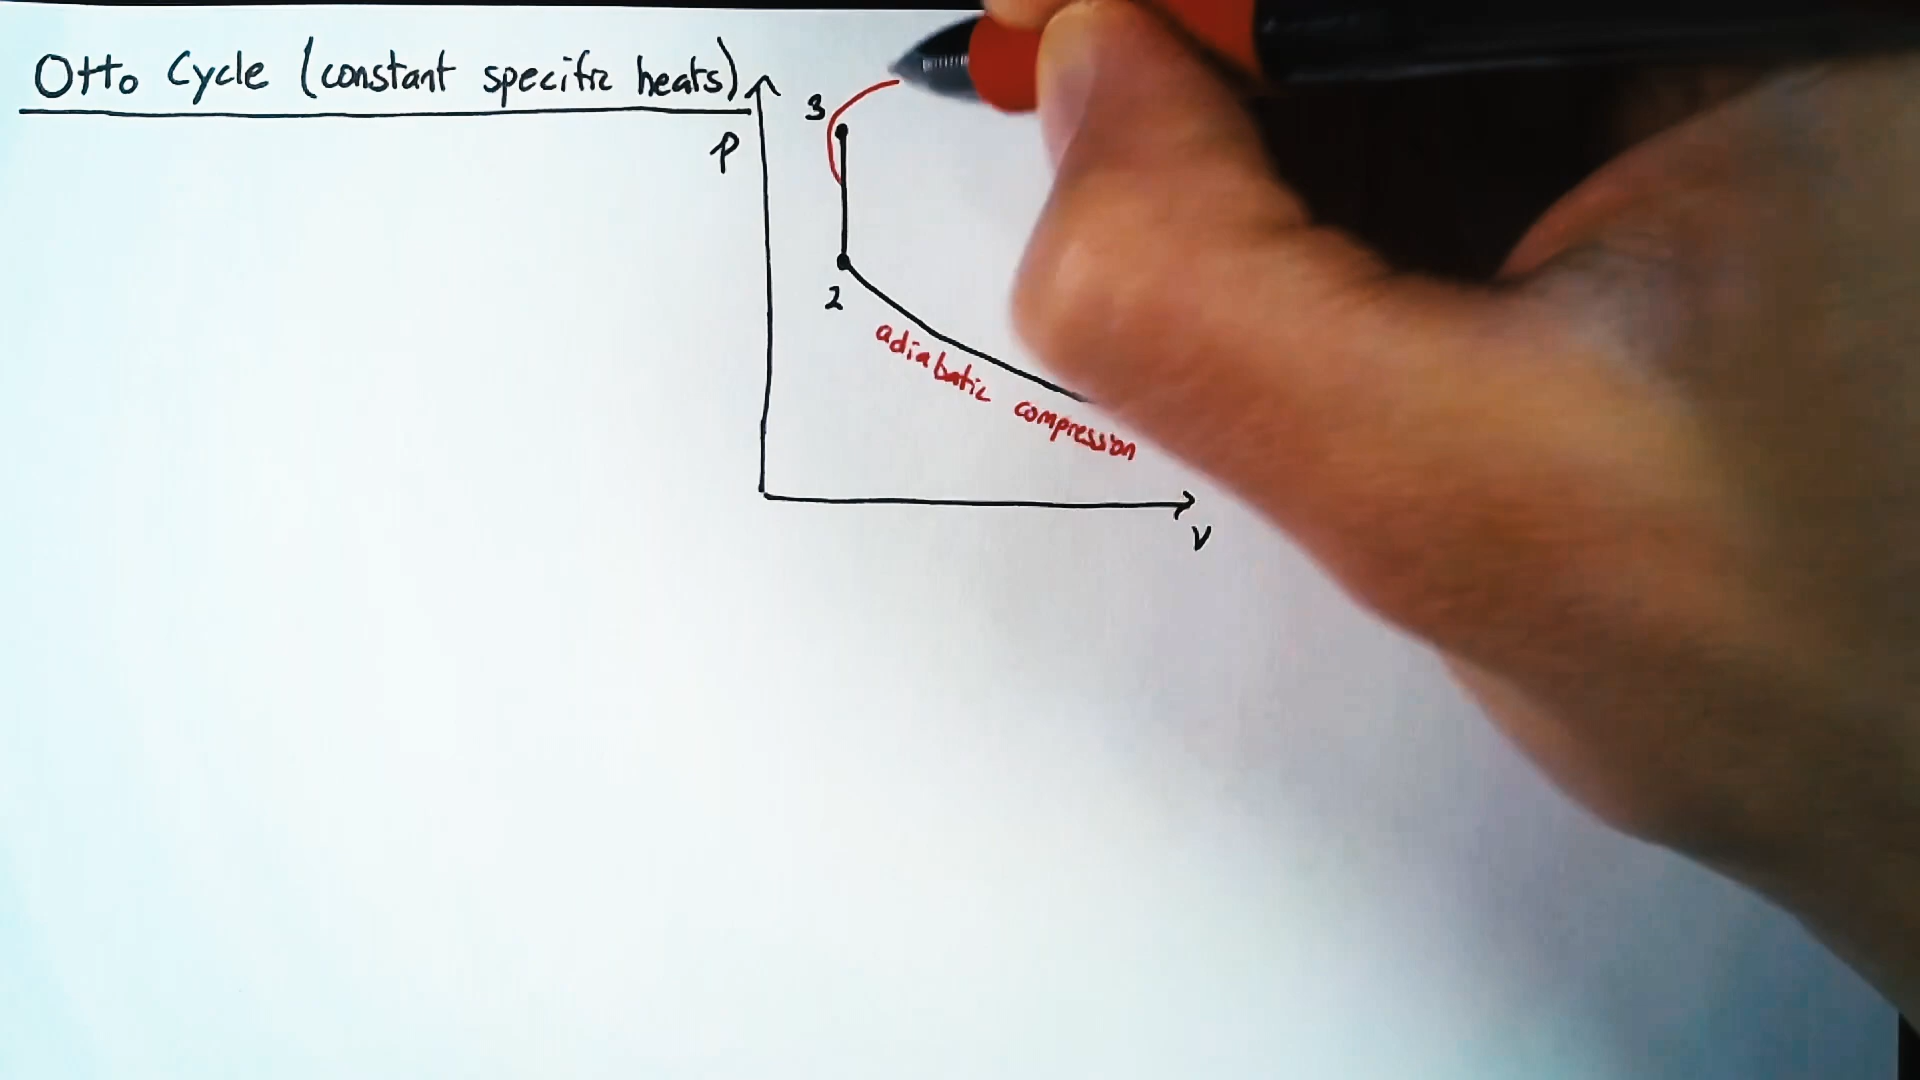 Otto Cycle (constant specific heats)
P
3
2
adiabatic compression
V